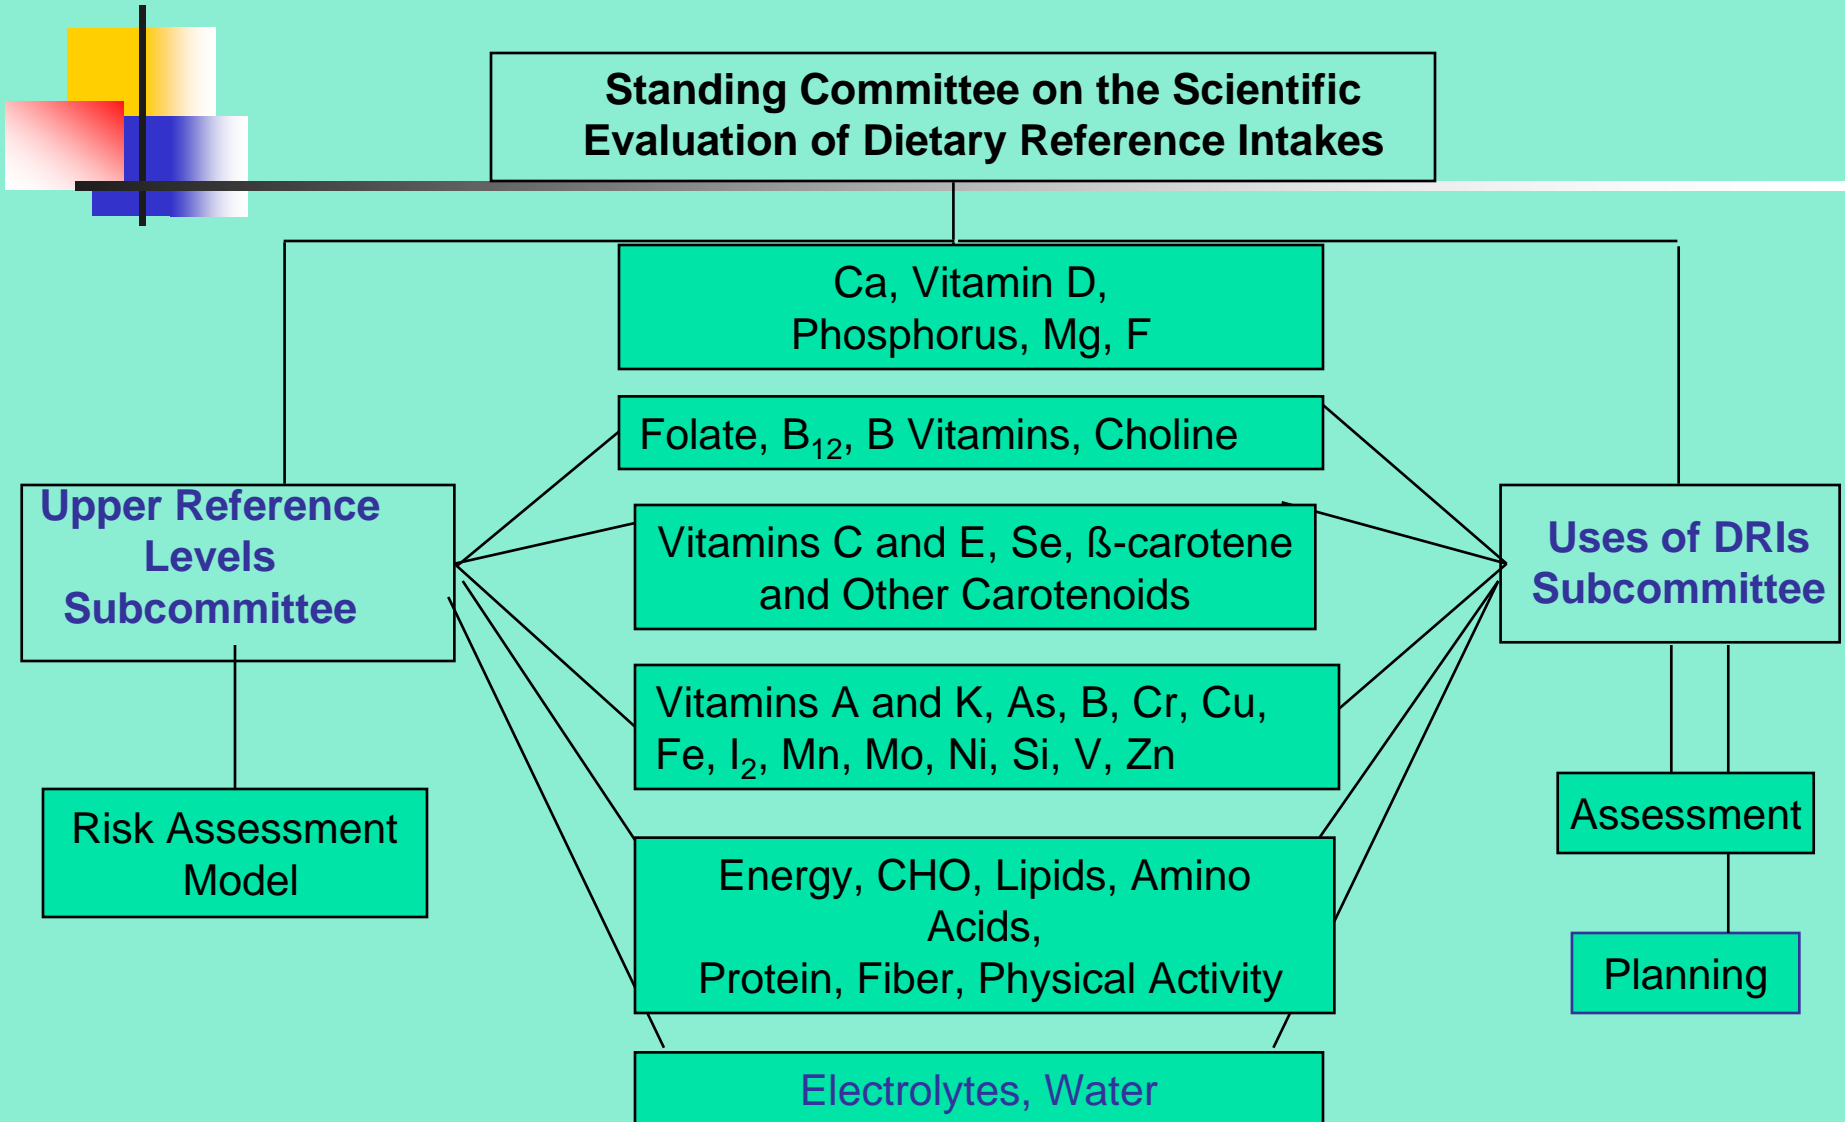 Standing Committee on the Scientific
Evaluation of Dietary Reference Intakes
Ca, Vitamin D,
Phosphorus, Mg, F
Folate, B₁₂, B Vitamins, Choline
Upper Reference
Levels
Subcommittee
Vitamins C and E, Se, ß-carotene
and Other Carotenoids
Uses of DRIs
Subcommittee
Vitamins A and K, As, B, Cr, Cu,
Fe, I₂, Mn, Mo, Ni, Si, V, Zn
Risk Assessment
Model
Assessment
Energy, CHO, Lipids, Amino
Acids,
Protein, Fiber, Physical Activity
Planning
Electrolytes, Water